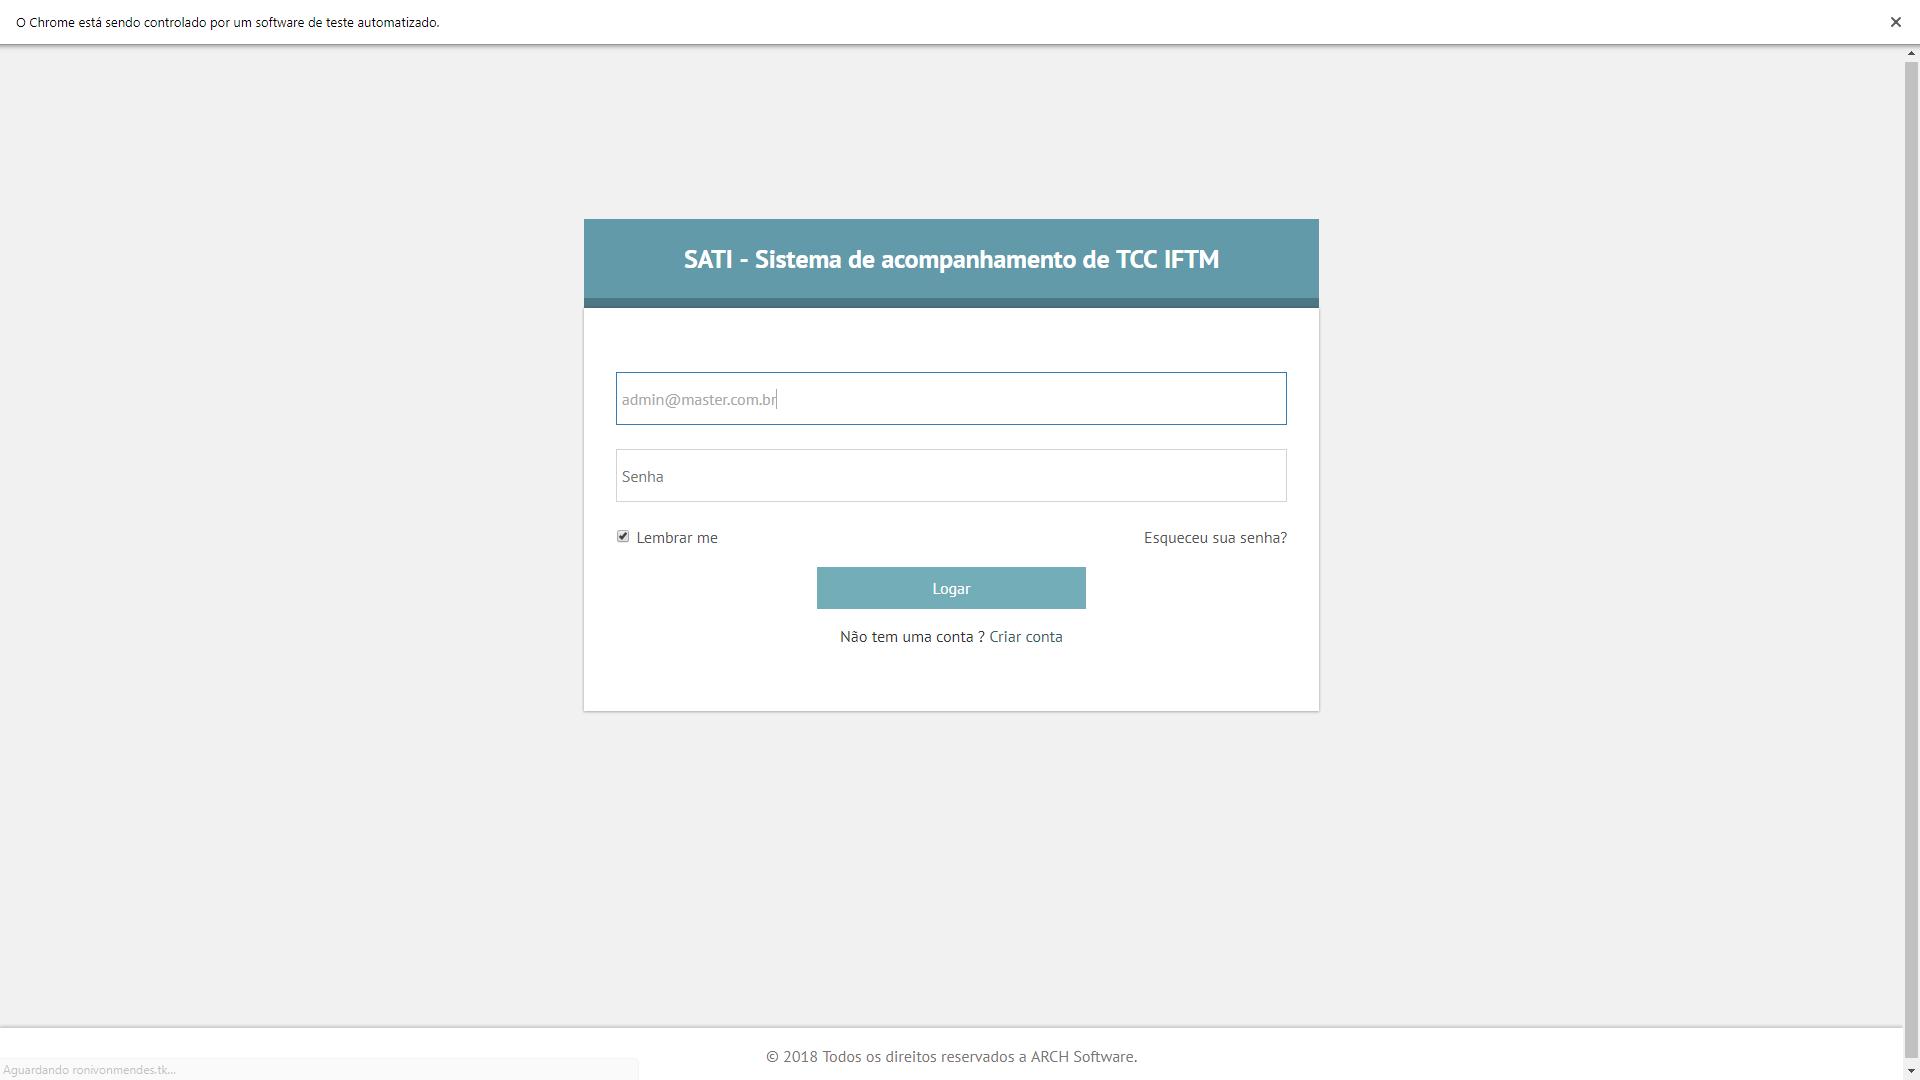 O Chrome está sendo controlado por um software de teste automatizado.
SATI - Sistema de acompanhamento de TCC IFTM
admin@master.com.br
Senha
Lembrar me
Esqueceu sua senha?
Logar
Não tem uma conta ? Criar conta
© 2018 Todos os direitos reservados a ARCH Software.
Aguardando ronivonmendes.tk...